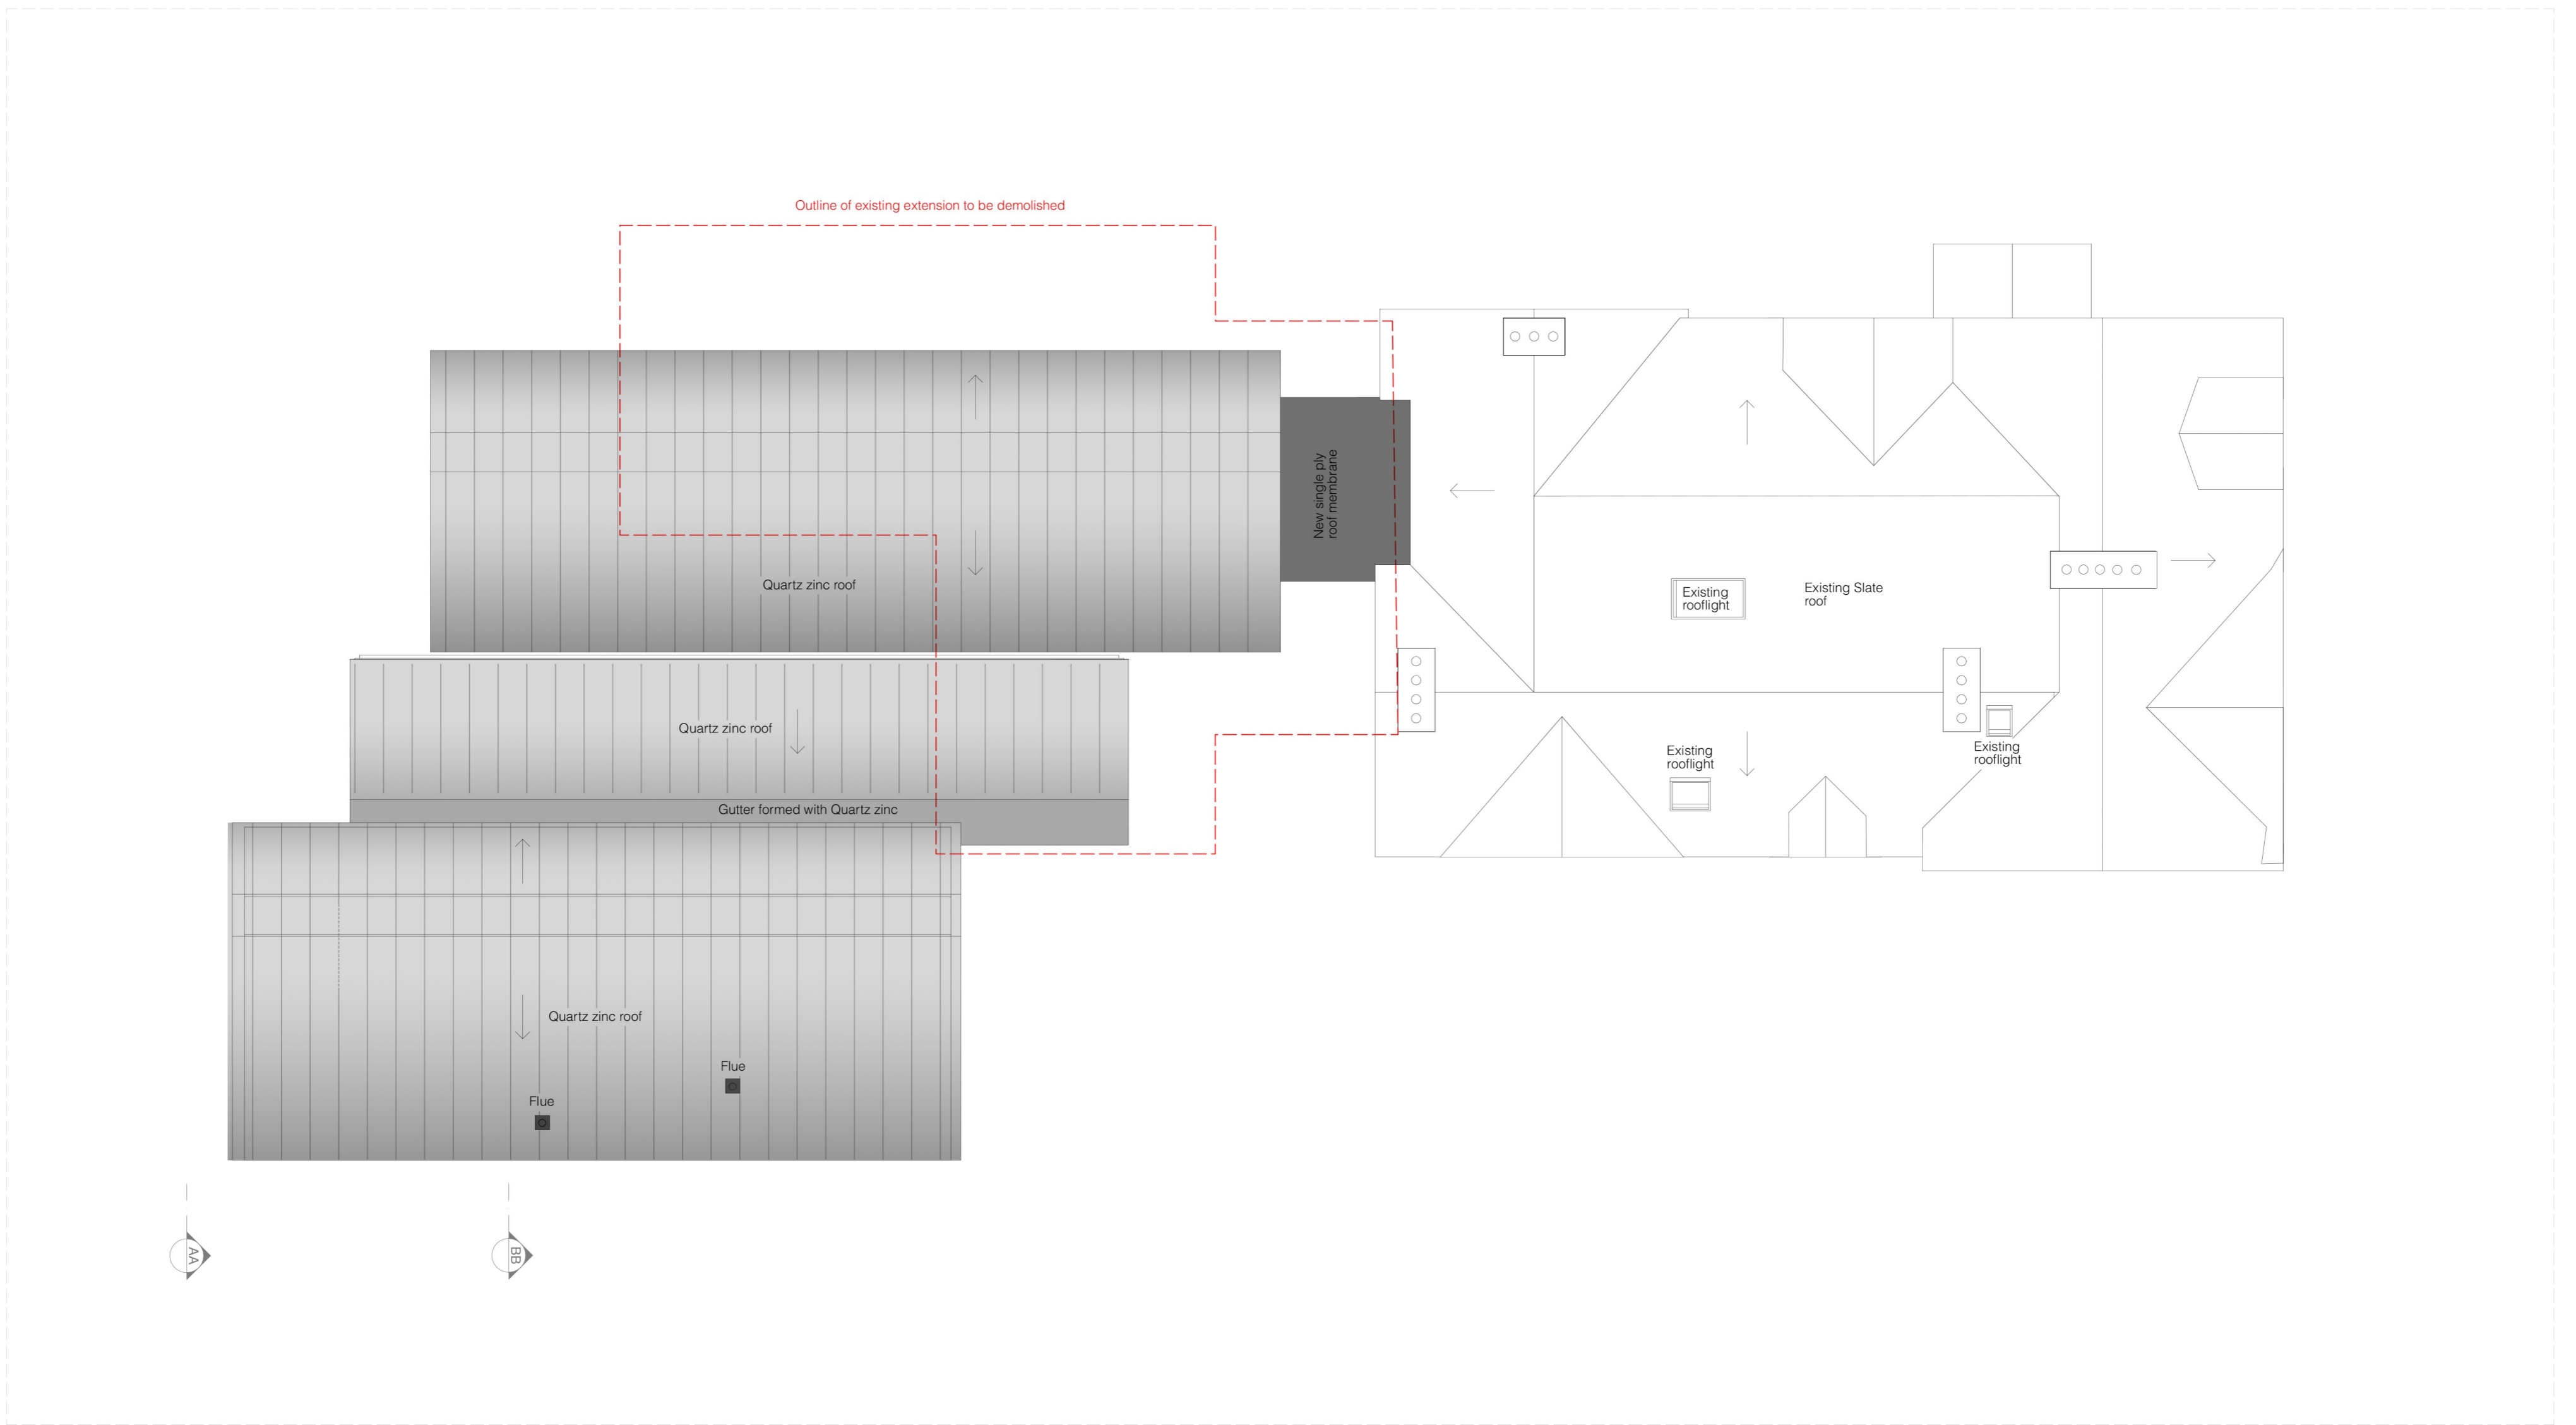 Outline of existing extension to be demolished
New single ply
roof membrane
Quartz zinc roof
Existing
rooflight
Existing Slate
roof
Quartz zinc roof
Existing
rooflight
Existing
rooflight
Gutter formed with Quartz zinc
Quartz zinc roof
Flue
Flue
AA
BB